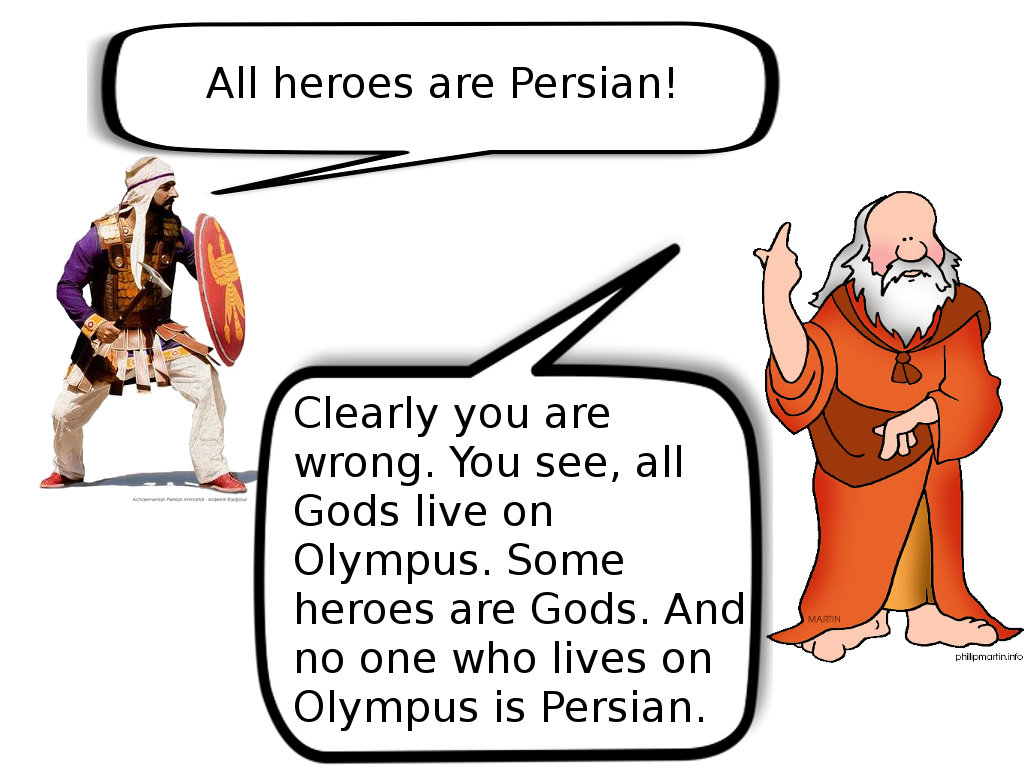 All heroes are Persian!
Clearly you are
wrong. You see, all
Gods live on
Olympus. Some
heroes are Gods. And
no one who lives on
Olympus is Persian.
Achaemenian Persian Immortal - Ardeshir Radpour
MARTIN
philipmartin.info